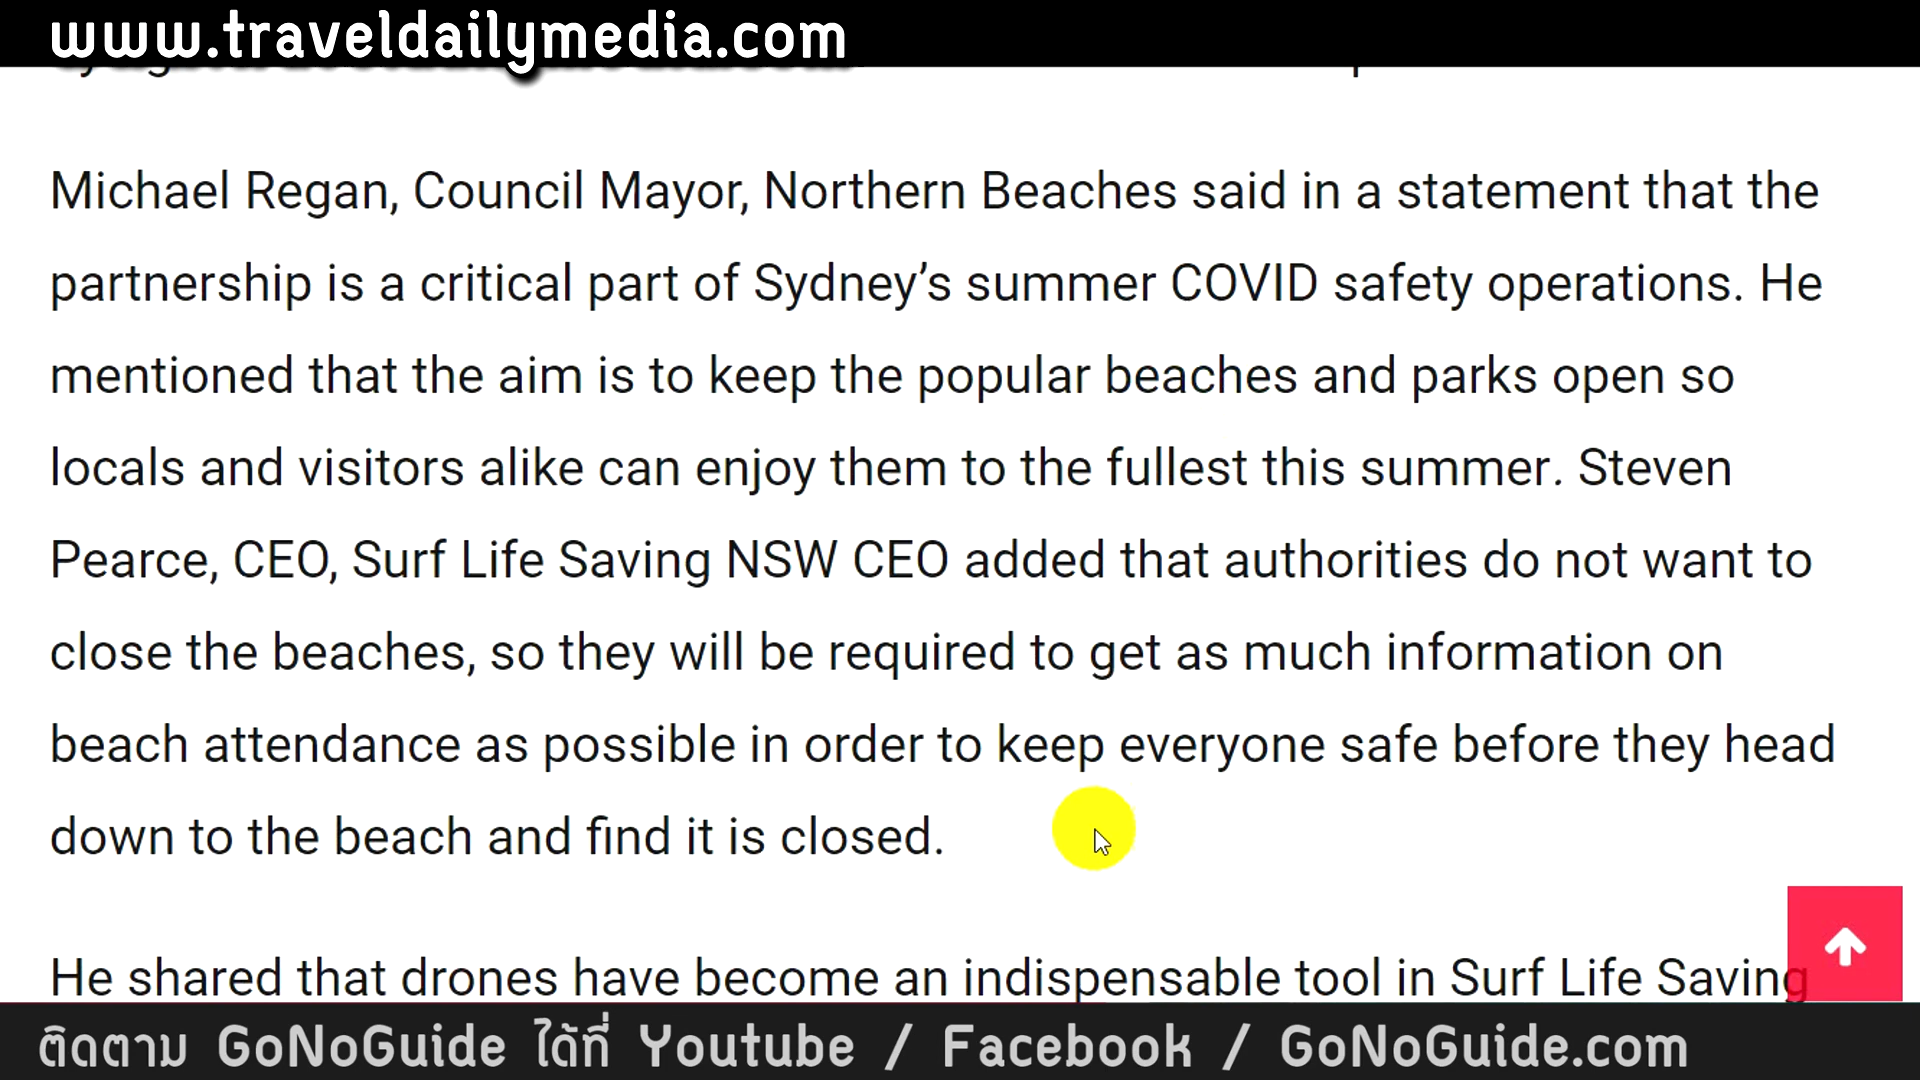 www.traveldailymedia.com
Michael Regan, Council Mayor, Northern Beaches said in a statement that the
partnership is a critical part of Sydney’s summer COVID safety operations. He
mentioned that the aim is to keep the popular beaches and parks open so
locals and visitors alike can enjoy them to the fullest this summer. Steven
Pearce, CEO, Surf Life Saving NSW CEO added that authorities do not want to
close the beaches, so they will be required to get as much information on
beach attendance as possible in order to keep everyone safe before they head
down to the beach and find it is closed.
He shared that drones have become an indispensable tool in Surf Life Saving
ติดตาม GoNoGuide ได้ที่ Youtube / Facebook / GoNoGuide.com